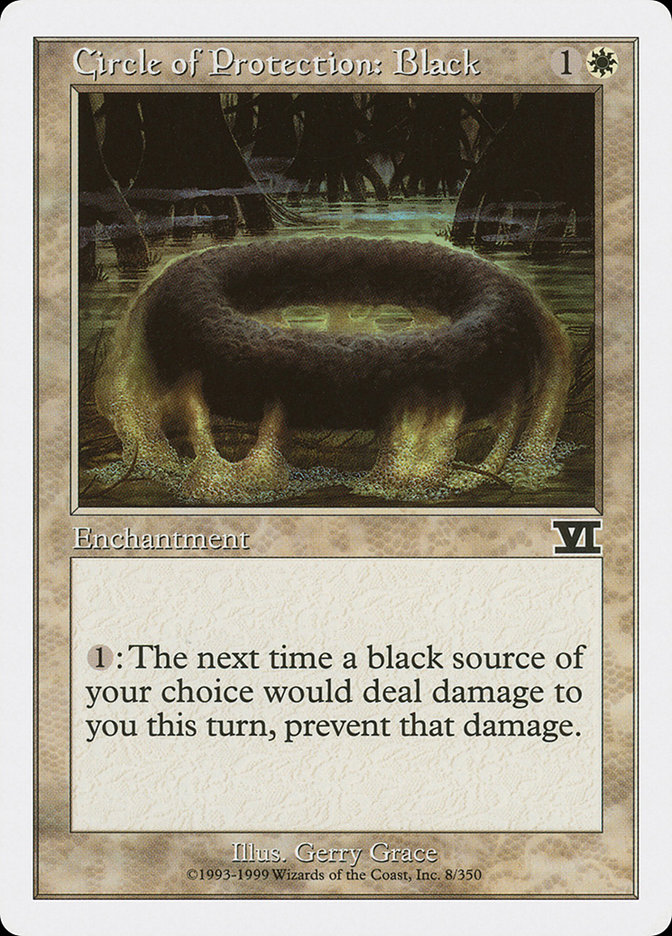 Circle of Protection: Black 1
Enchantment VI
1: The next time a black source of
your choice would deal damage to
you this turn, prevent that damage.
Illus. Gerry Grace
©1993-1999 Wizards of the Coast, Inc. 8/350